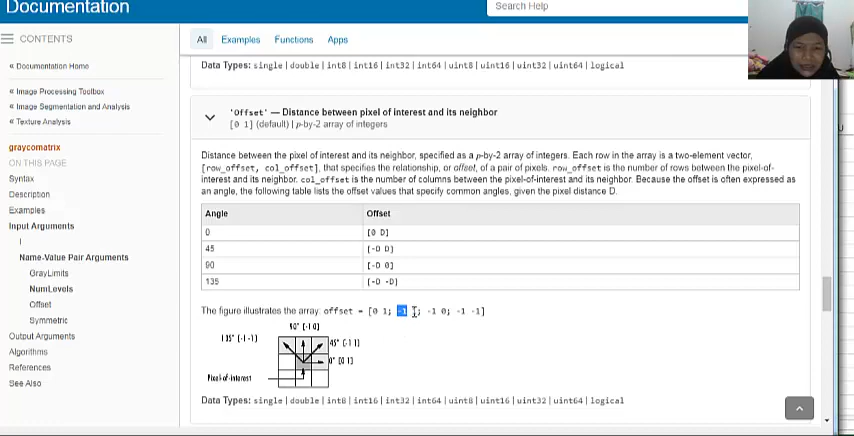 Documentation
Search Help
CONTENTS
All
Examples
Functions
Apps
« Documentation Home
« Image Processing Toolbox
« Image Segmentation and Analysis
« Texture Analysis
graycomatrix
ON THIS PAGE
Syntax
Description
Examples
Input Arguments
I
Name-Value Pair Arguments
GrayLimits
NumLevels
Offset
Symmetric
Output Arguments
Algorithms
References
See Also
Data Types: single | double | int8 | int16 | int32 | int64 | uint8 | uint16 | uint32 | uint64 | logical
'Offset' — Distance between pixel of interest and its neighbor
[0 1] (default) | p-by-2 array of integers
Distance between the pixel of interest and its neighbor, specified as a p-by-2 array of integers. Each row in the array is a two-element vector,
[row_offset, col_offset], that specifies the relationship, or offset, of a pair of pixels. row_offset is the number of rows between the pixel-of-
interest and its neighbor. col_offset is the number of columns between the pixel-of-interest and its neighbor. Because the offset is often expressed as
an angle, the following table lists the offset values that specify common angles, given the pixel distance D.
Angle Offset
0 [0 D]
45 [-D D]
90 [-D 0]
135 [-D -D]
The figure illustrates the array: offset = [0 1; -1 ; -1 0; -1 -1]
90° [-1 0]
135° [-1 -1]
45° [-1 1]
0° [0 1]
Pixel-of-interest
Data Types: single | double | int8 | int16 | int32 | int64 | uint8 | uint16 | uint32 | uint64 | logical